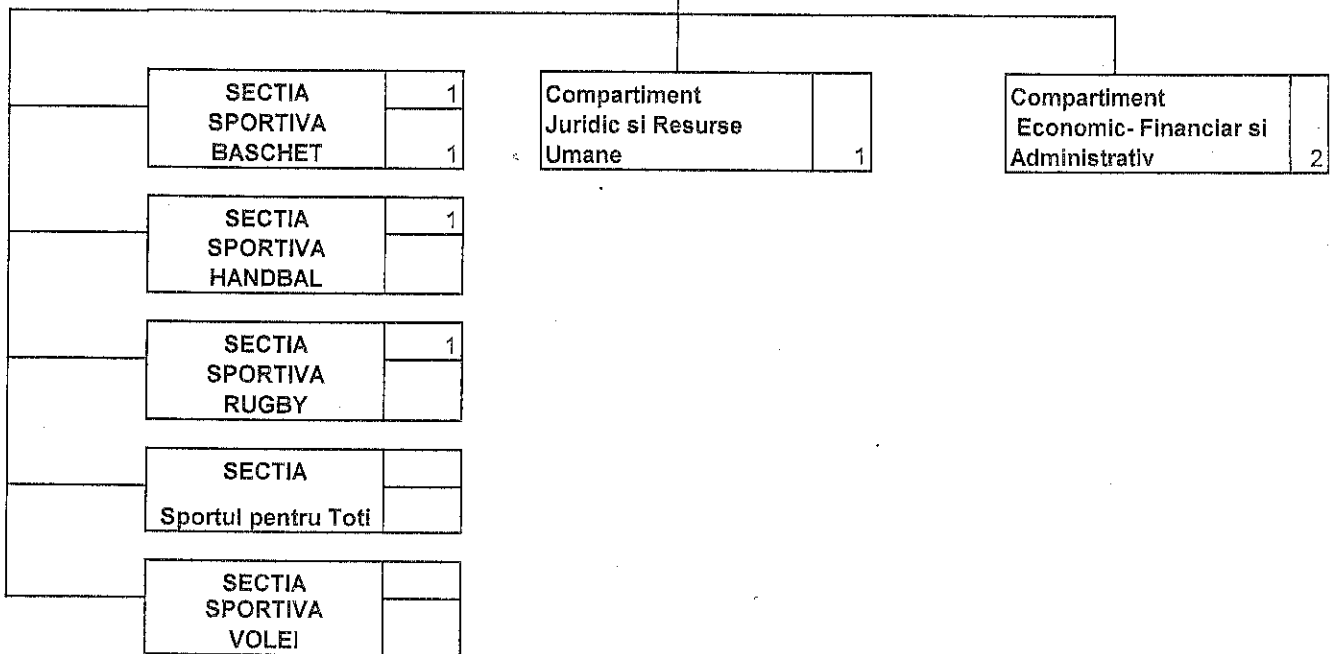 SECTIA 1
SPORTIVA
BASCHET 1
Compartiment
Juridic si Resurse
Umane 1
Compartiment
Economic- Financiar si
Administrativ 2
SECTIA 1
SPORTIVA
HANDBAL
SECTIA 1
SPORTIVA
RUGBY
SECTIA
Sportul pentru Toti
SECTIA
SPORTIVA
VOLEI